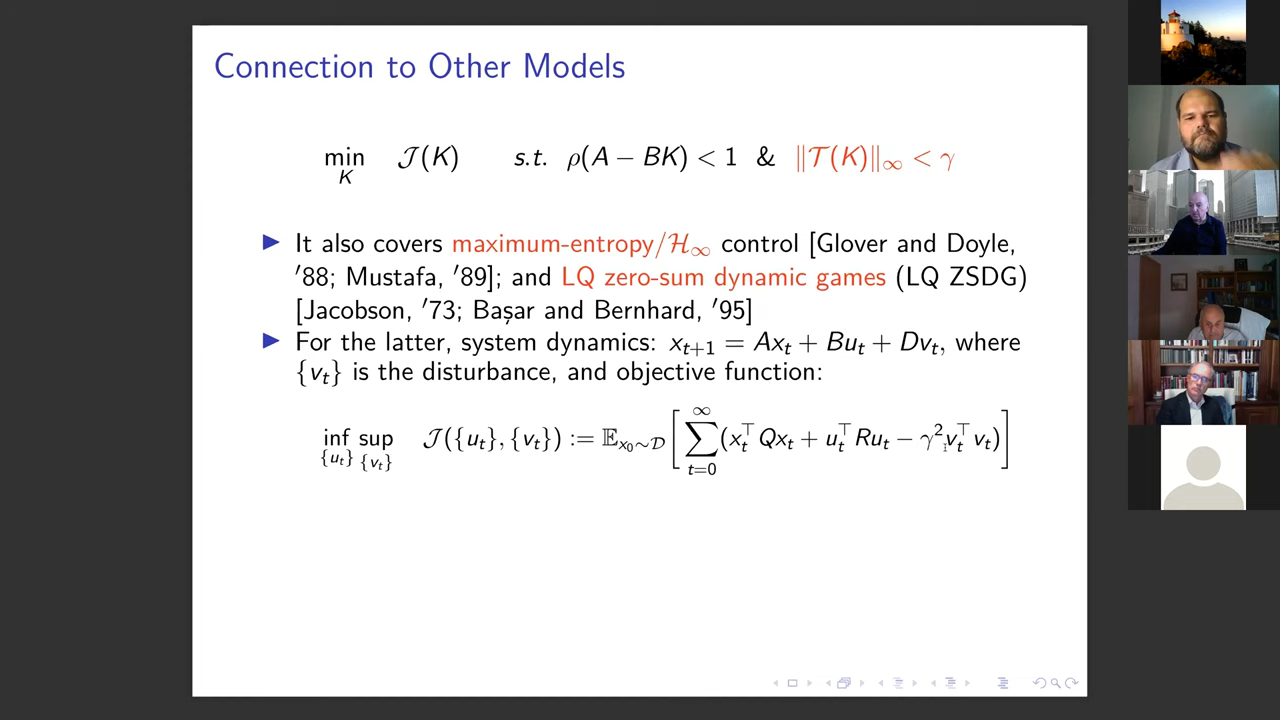 Connection to Other Models
min_K 𝒥(K) s.t. ρ(A − BK) < 1 & ‖𝒯(K)‖_∞ < γ
▶ It also covers maximum-entropy/ℋ_∞ control [Glover and Doyle,
'88; Mustafa, '89]; and LQ zero-sum dynamic games (LQ ZSDG)
[Jacobson, '73; Başar and Bernhard, '95]
▶ For the latter, system dynamics: x_{t+1} = Ax_t + Bu_t + Dv_t, where
{v_t} is the disturbance, and objective function:
inf_{u_t} sup_{v_t} 𝒥({u_t}, {v_t}) := 𝔼_{x_0∼𝒟} [ ∑_{t=0}^{∞} (x_t^⊤ Qx_t + u_t^⊤ Ru_t − γ^2 v_t^⊤ v_t) ]